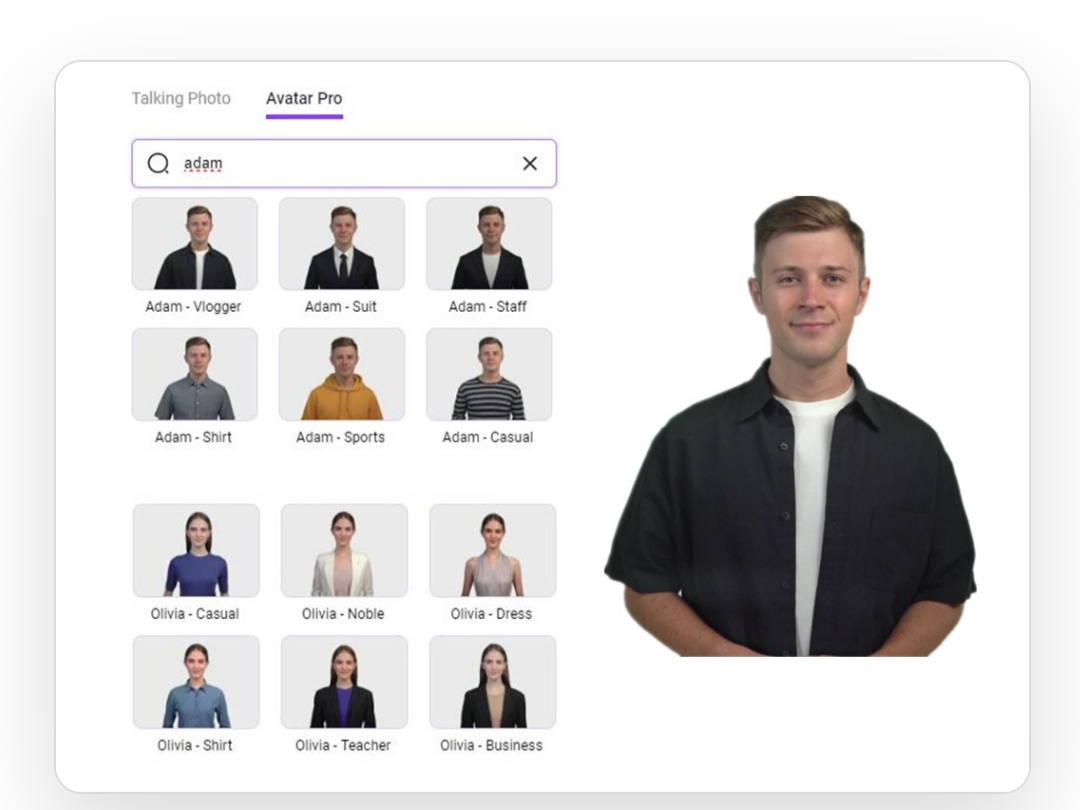 Talking Photo Avatar Pro
adam
Adam - Vlogger Adam - Suit Adam - Staff
Adam - Shirt Adam - Sports Adam - Casual
Olivia - Casual Olivia - Noble Olivia - Dress
Olivia - Shirt Olivia - Teacher Olivia - Business